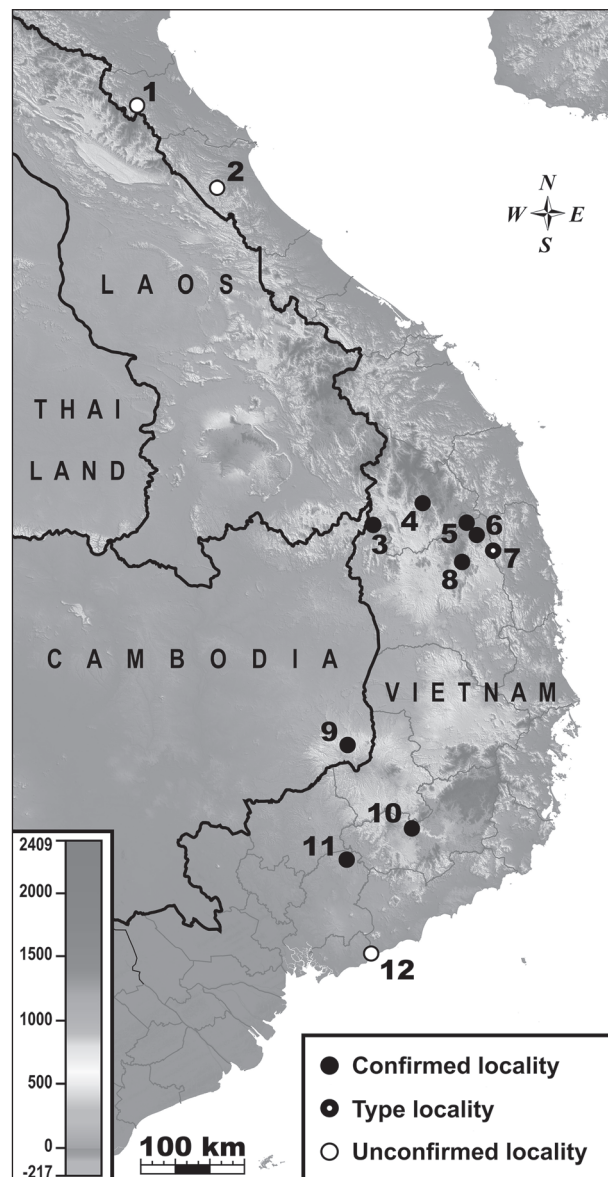 1
2
N
W E
S
L A O S
T H A I
L A N D
3
4
5
6
7
8
C A M B O D I A
V I E T N A M
9
10
11
12
2409
2000
1500
1000
500
0
-217
Confirmed locality
Type locality
Unconfirmed locality
100 km